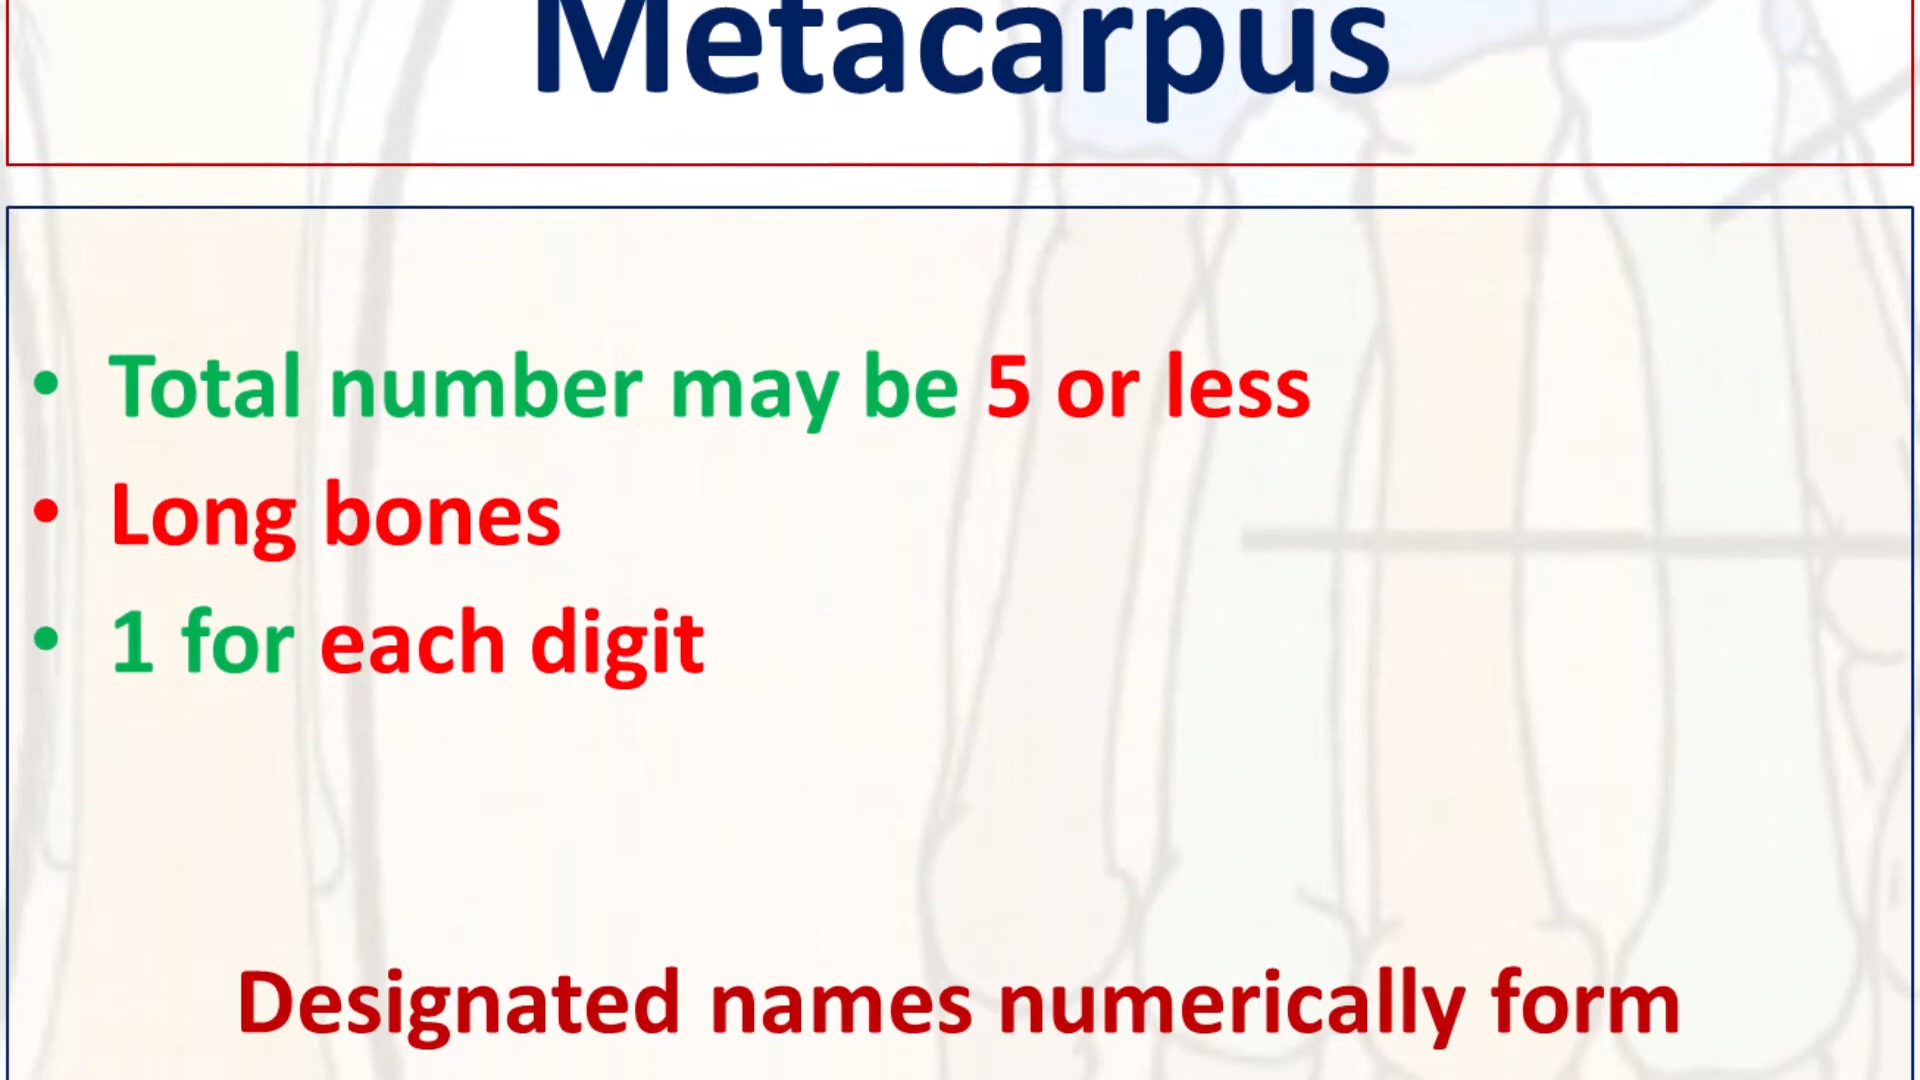 Metacarpus
• Total number may be 5 or less
• Long bones
• 1 for each digit
Designated names numerically form